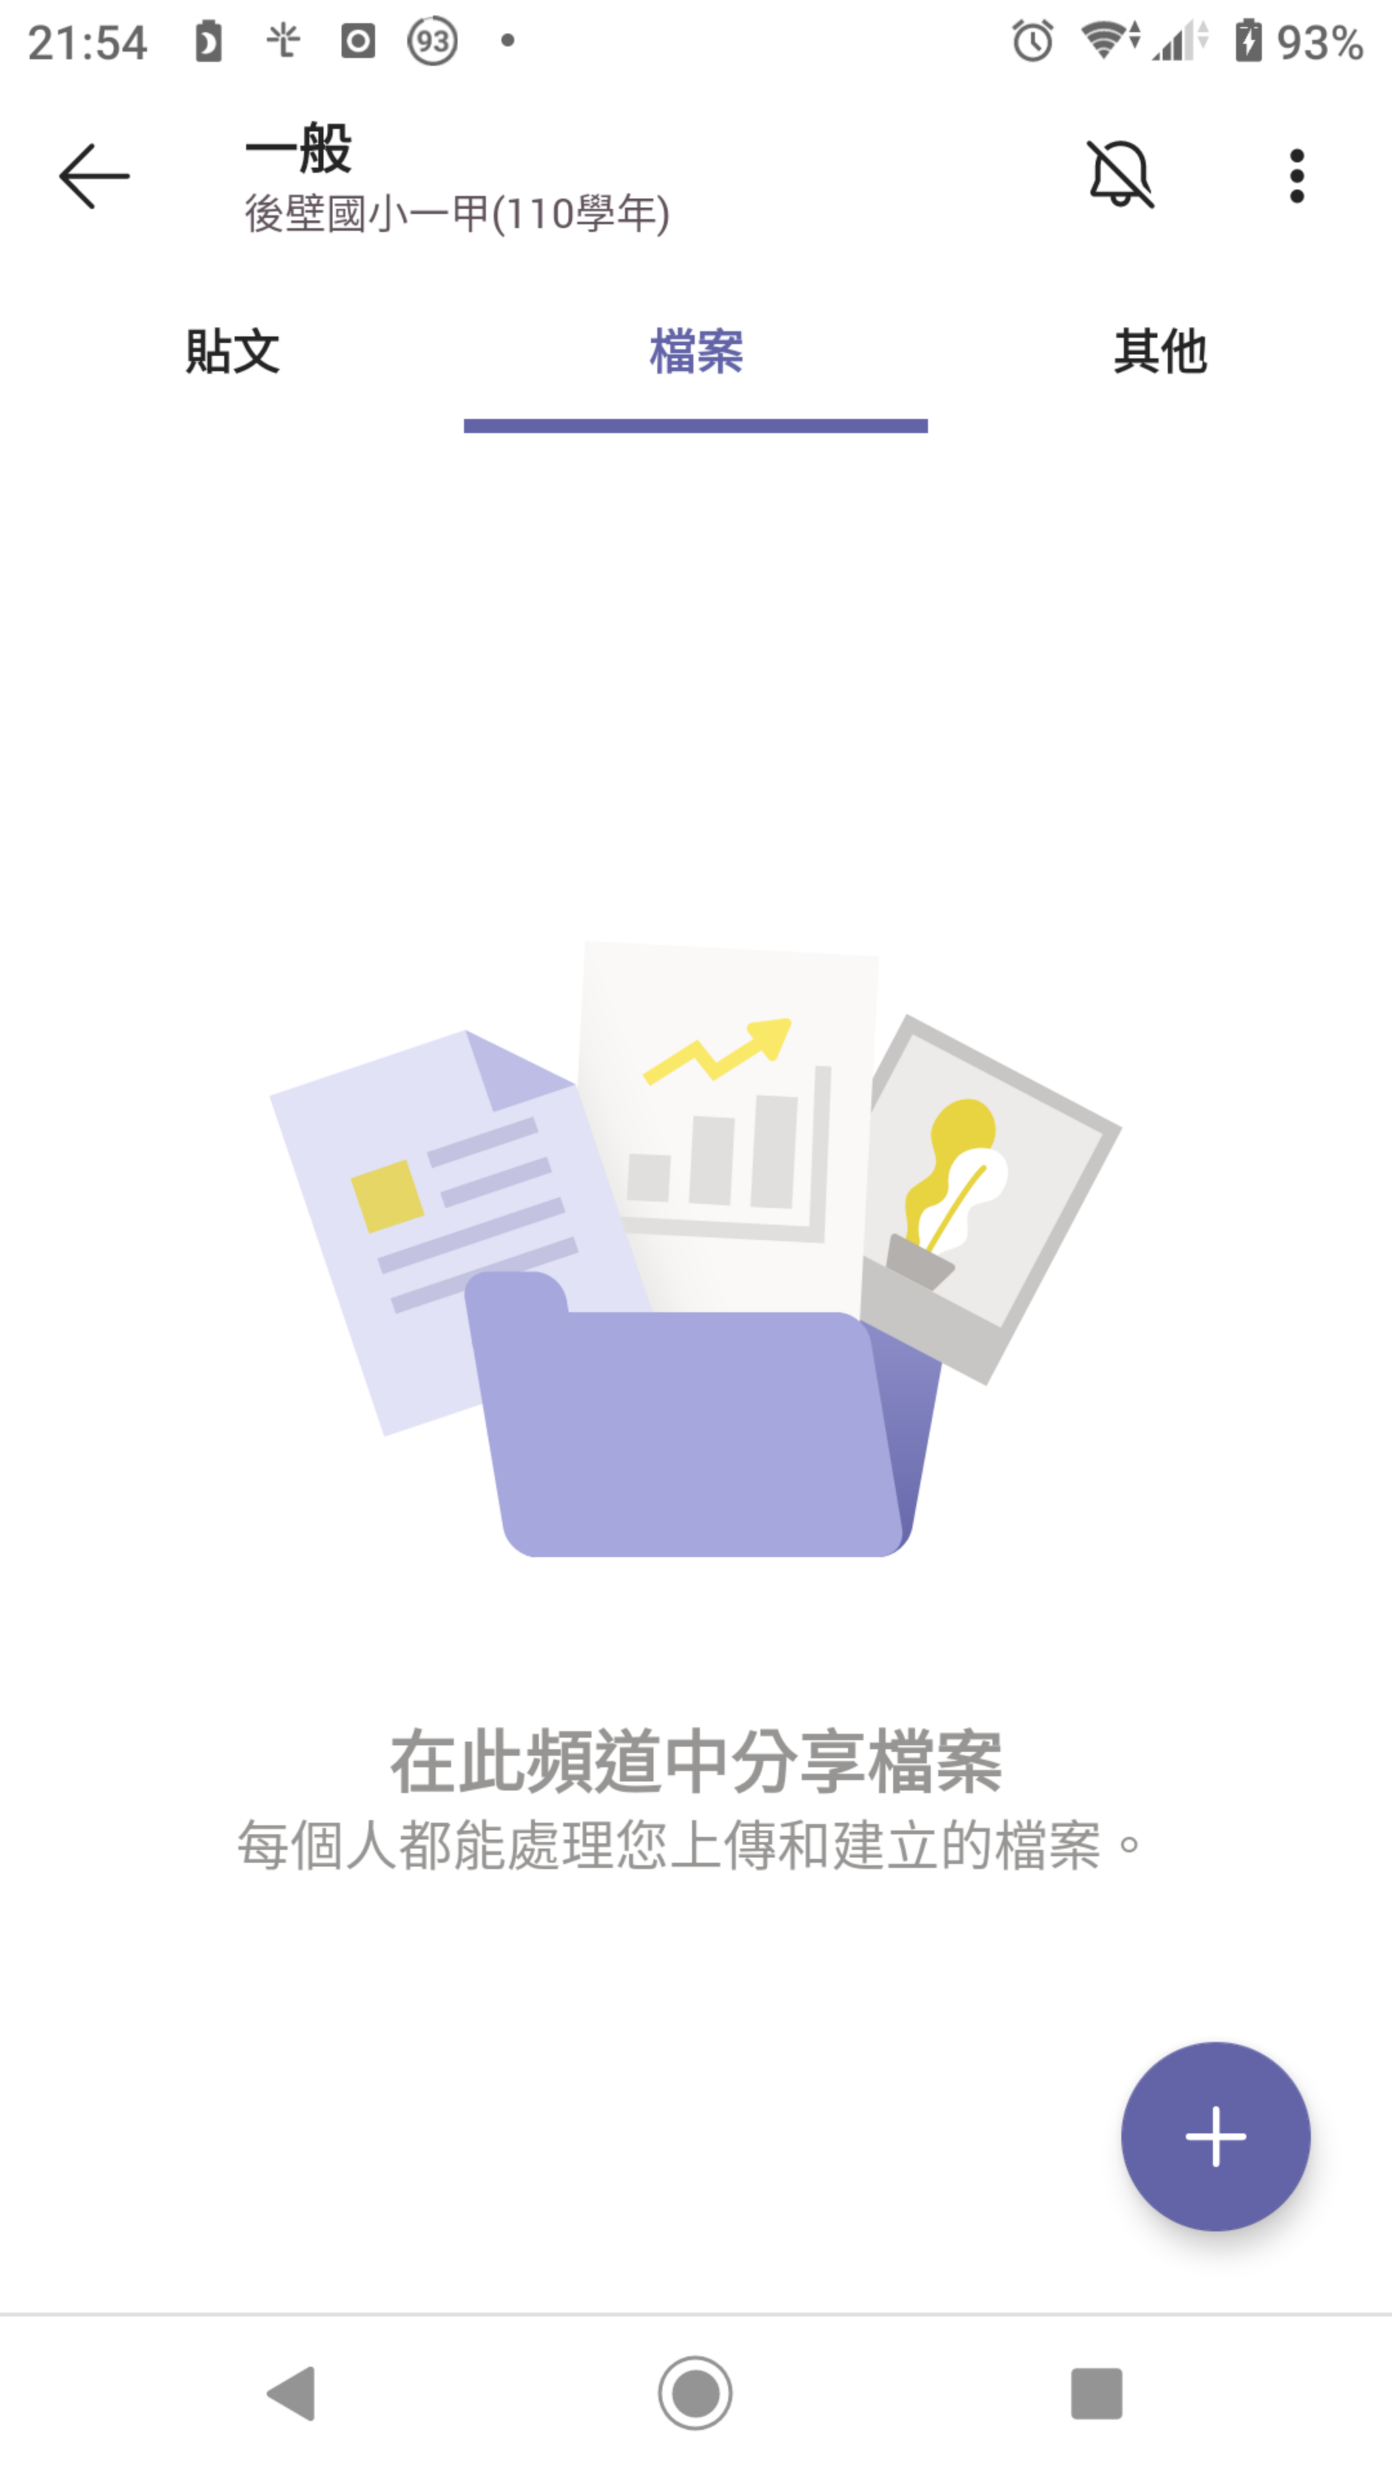 21:54 93 93%
一般
後壁國小一甲(110學年)
貼文 檔案 其他
在此頻道中分享檔案
每個人都能處理您上傳和建立的檔案。